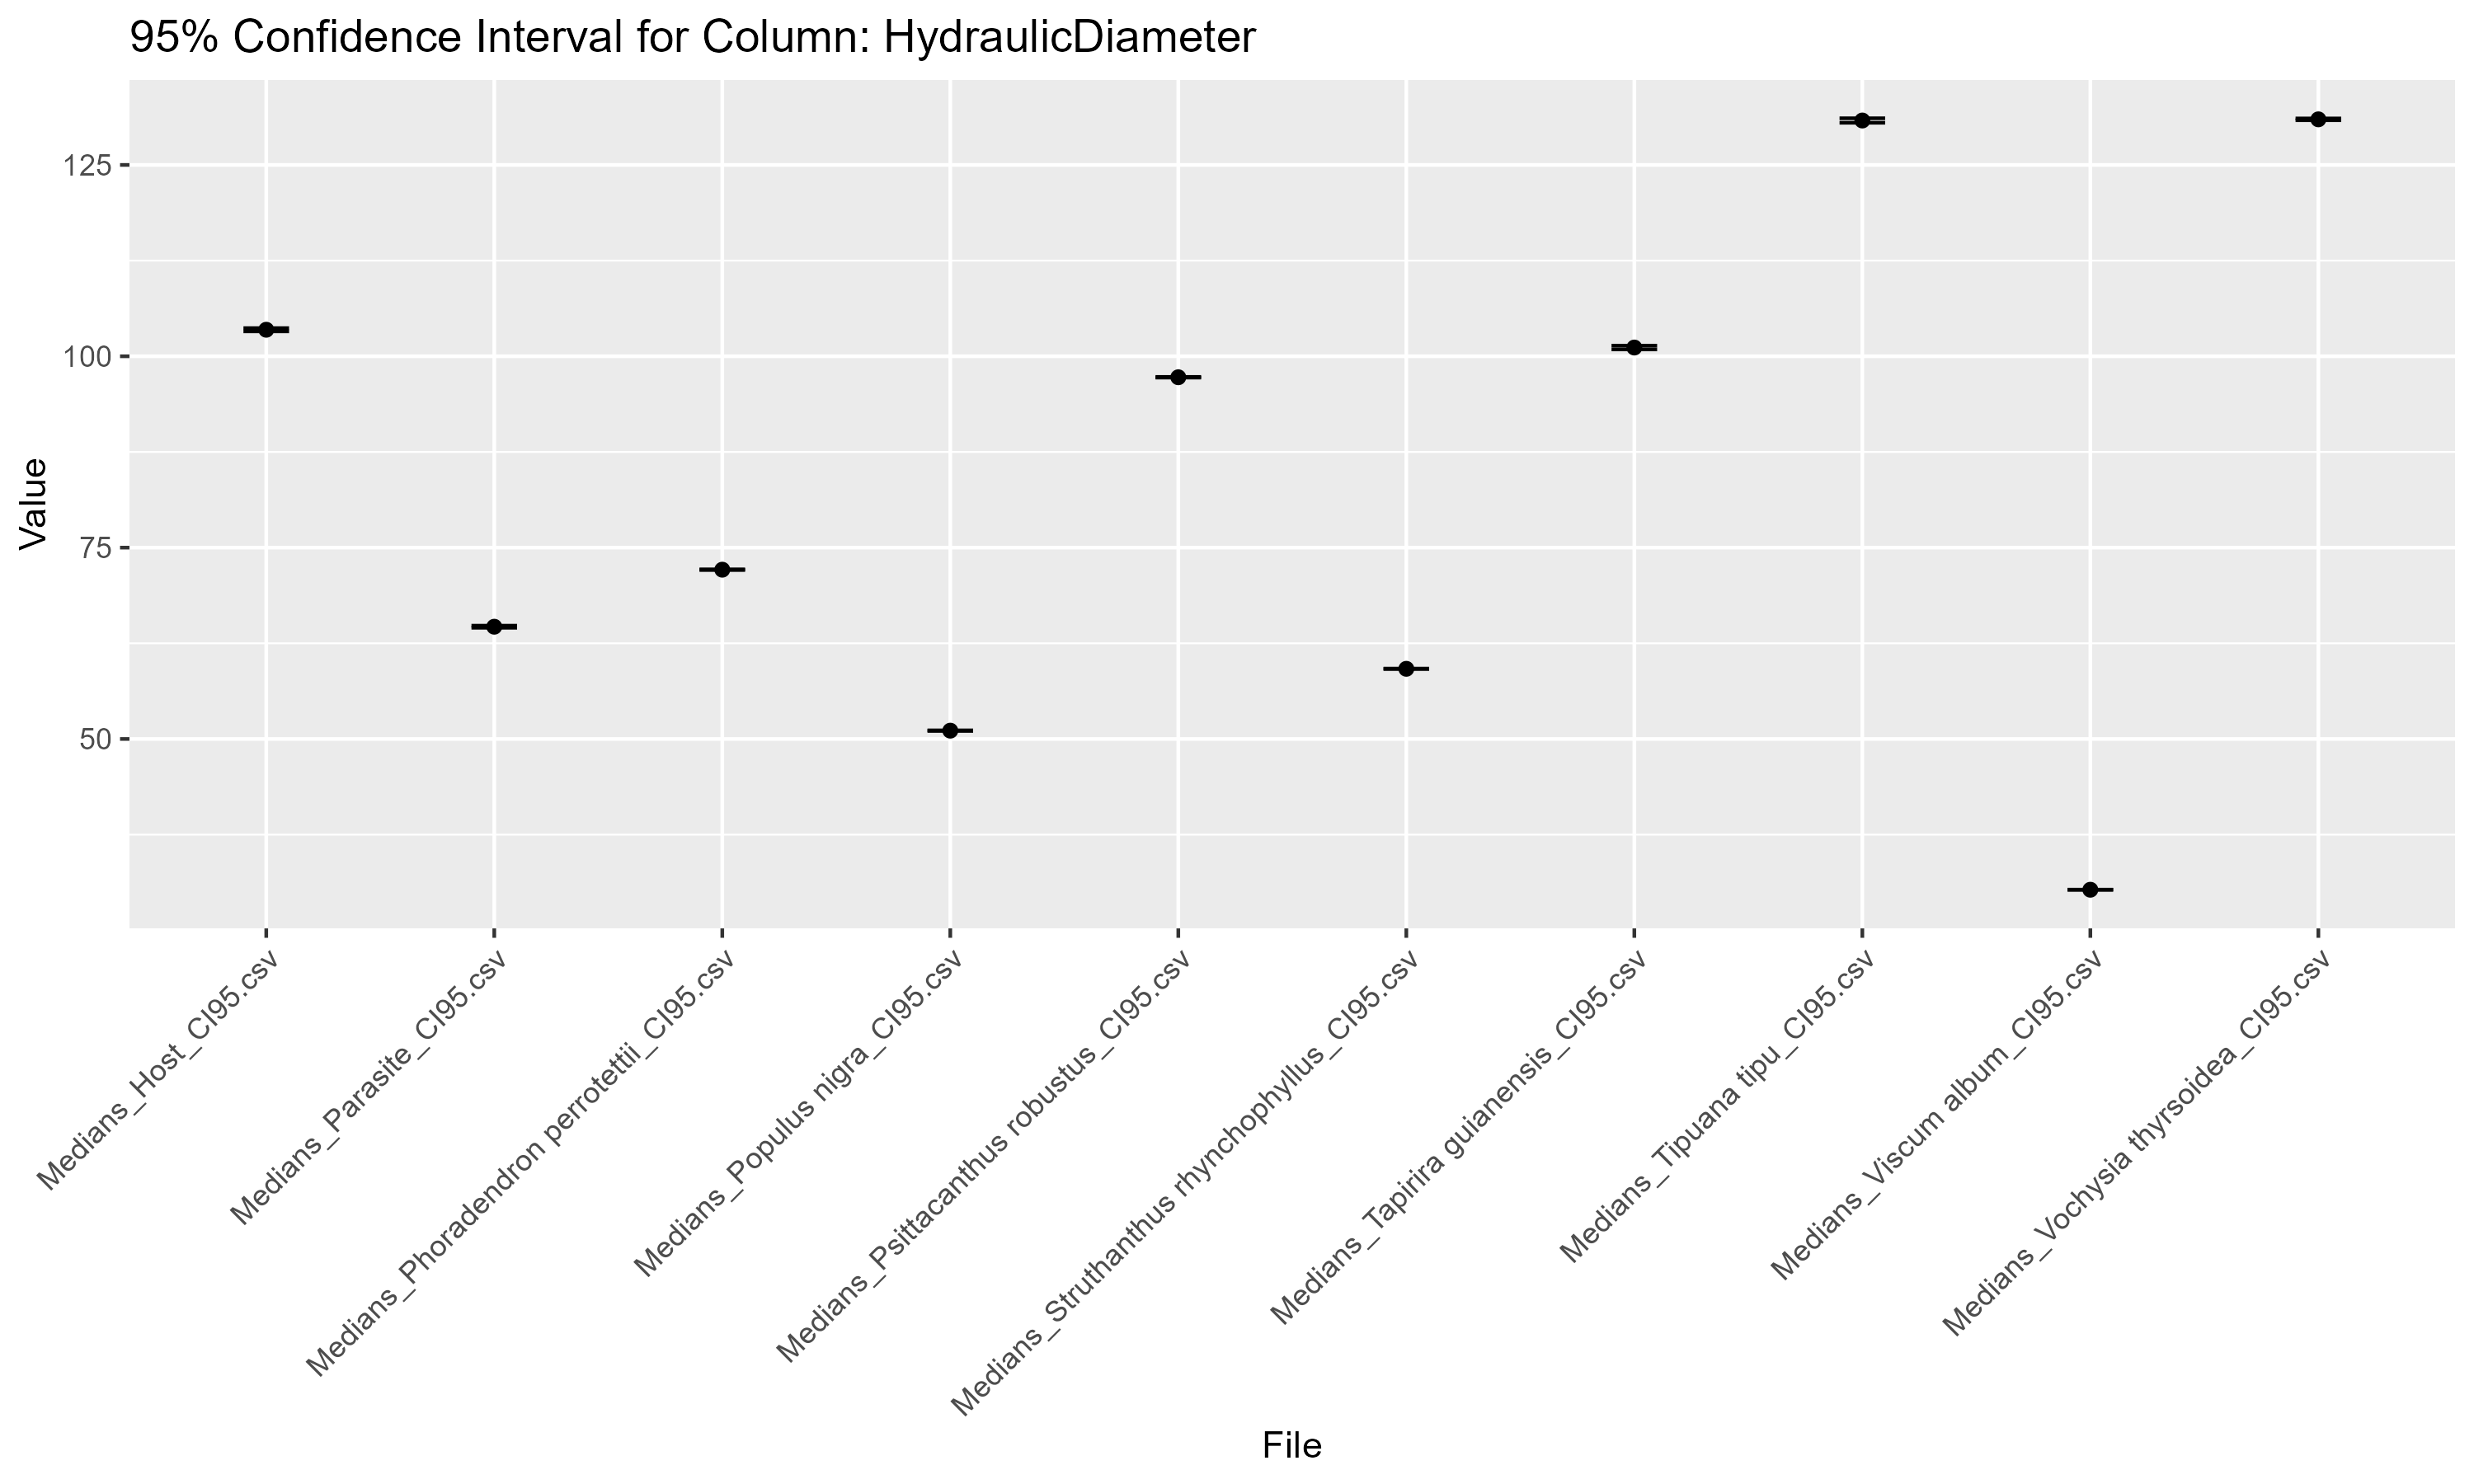 95% Confidence Interval for Column: HydraulicDiameter
Value
125
100
75
50
Medians_Host_CI95.csv
Medians_Parasite_CI95.csv
Medians_Phoradendron perrotettii_CI95.csv
Medians_Populus nigra_CI95.csv
Medians_Psittacanthus robustus_CI95.csv
Medians_Struthanthus rhynchophyllus_CI95.csv
Medians_Tapirira guianensis_CI95.csv
Medians_Tipuana tipu_CI95.csv
Medians_Viscum album_CI95.csv
Medians_Vochysia thyrsoidea_CI95.csv
File